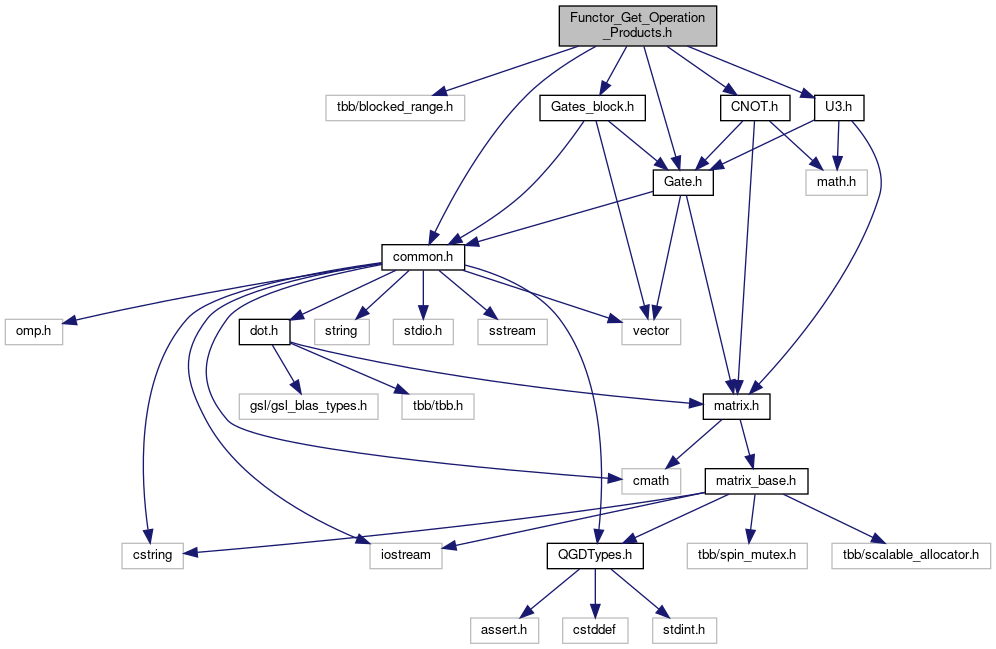 Functor_Get_Operation
_Products.h
tbb/blocked_range.h
Gates_block.h
CNOT.h
U3.h
Gate.h
math.h
common.h
omp.h
dot.h
string
stdio.h
sstream
vector
gsl/gsl_blas_types.h
tbb/tbb.h
matrix.h
cmath
matrix_base.h
cstring
iostream
QGDTypes.h
tbb/spin_mutex.h
tbb/scalable_allocator.h
assert.h
cstddef
stdint.h